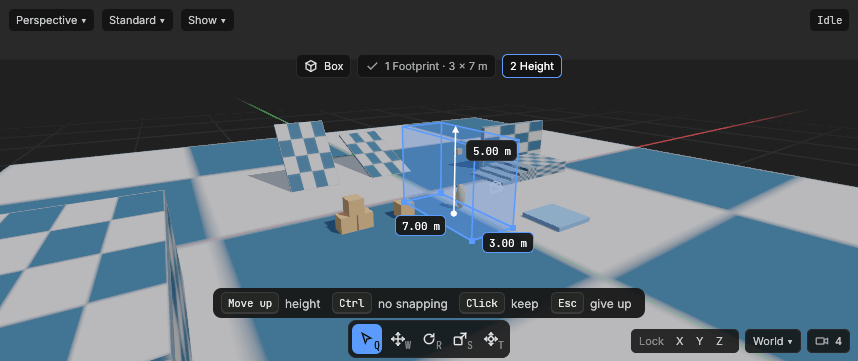 Perspective ▾ Standard ▾ Show ▾ Idle
Box 1 Footprint · 3 × 7 m 2 Height
5.00 m
7.00 m
3.00 m
Move up height Ctrl no snapping Click keep Esc give up
Q W R S T
Lock X Y Z World ▾ 4